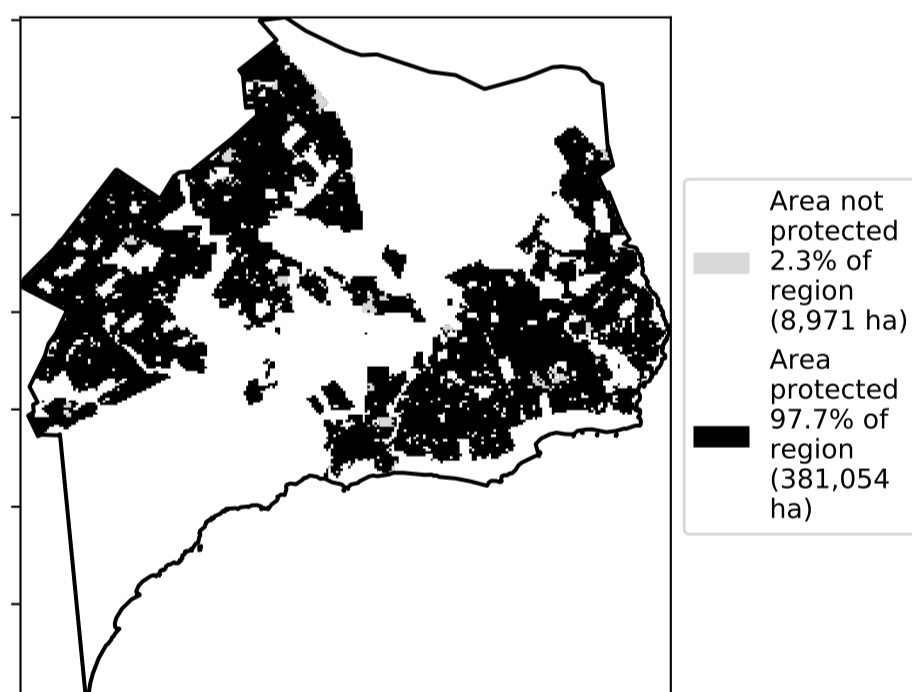 Area not
protected
2.3% of
region
(8,971 ha)
Area
protected
97.7% of
region
(381,054
ha)